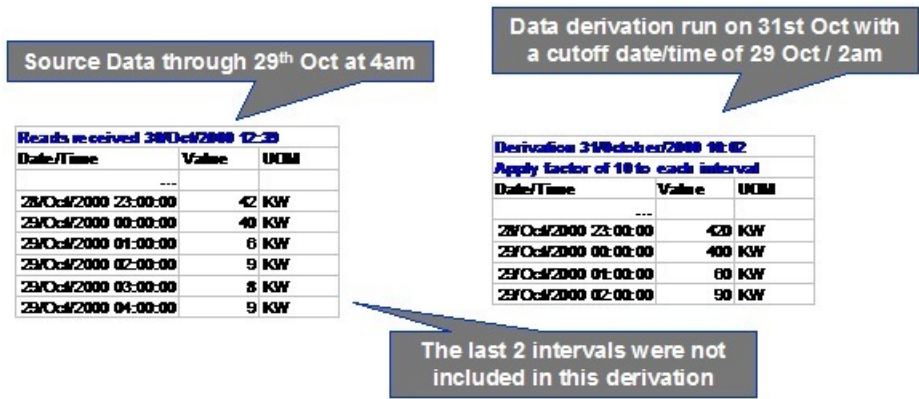 Source Data through 29th Oct at 4am
Data derivation run on 31st Oct with
a cutoff date/time of 29 Oct / 2am
Reads received 30/Oct/2000 12:39
Date/Time Value UOM
---
28/Oct/2000 23:00:00 42 KW
29/Oct/2000 00:00:00 40 KW
29/Oct/2000 01:00:00 6 KW
29/Oct/2000 02:00:00 9 KW
29/Oct/2000 03:00:00 8 KW
29/Oct/2000 04:00:00 9 KW
Derivation 31/October/2000 10:02
Apply factor of 10 to each interval
Date/Time Value UOM
---
28/Oct/2000 23:00:00 420 KW
29/Oct/2000 00:00:00 400 KW
29/Oct/2000 01:00:00 60 KW
29/Oct/2000 02:00:00 90 KW
The last 2 intervals were not
included in this derivation